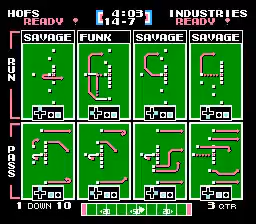 HOFS 4:03 INDUSTRIES
READY ! 14-7 READY !
SAVAGE FUNK SAVAGE SAVAGE
RUN
PASS
1 DOWN 10 3 QTR